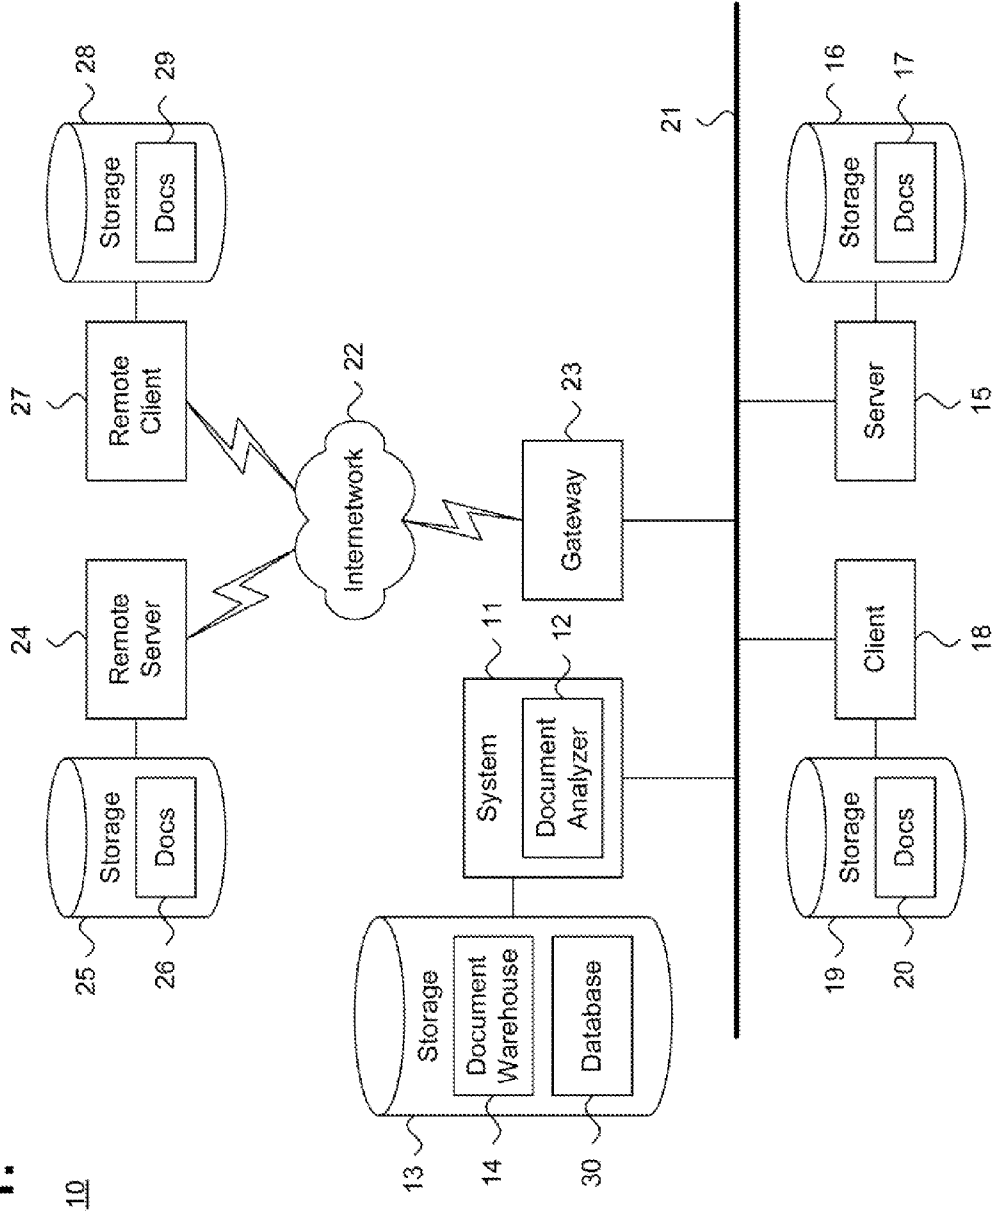 24
27
10
25
Storage
Remote
Server
Remote
Client
Storage
28
26
Docs
Docs
29
Internetwork
22
13
Storage
14
Document
Warehouse
System
11
Document
Analyzer
12
Gateway
23
30
Database
21
19
Storage
Client
Server
Storage
16
20
Docs
Docs
17
18
15